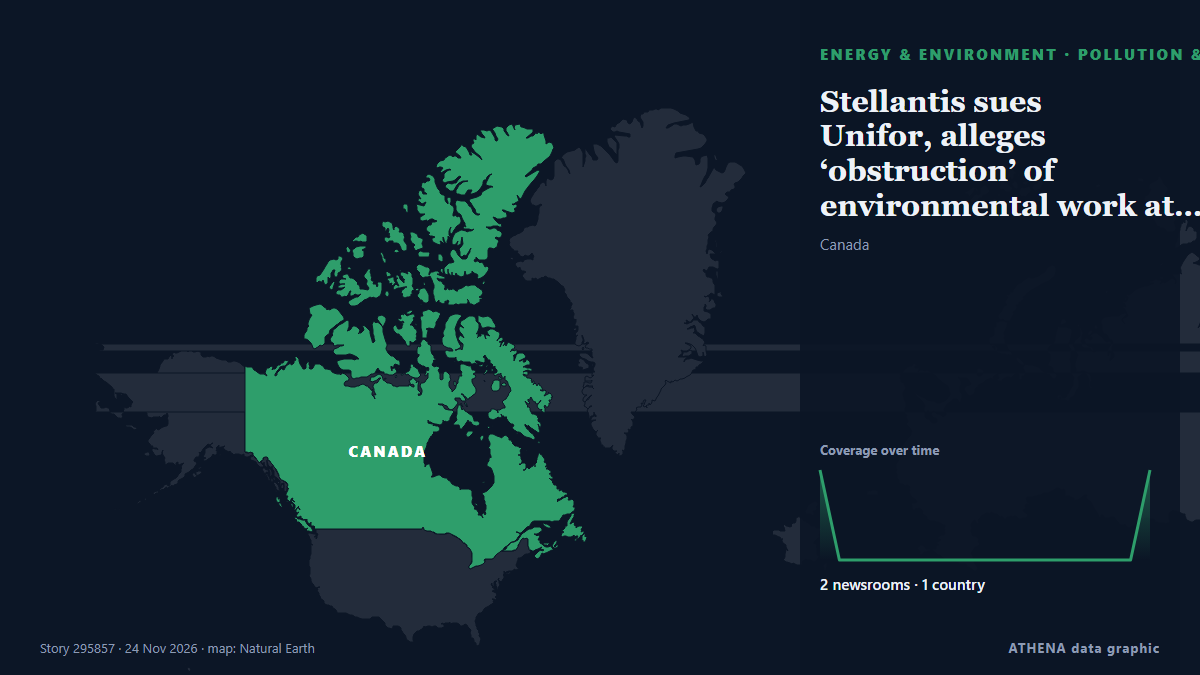 ENERGY & ENVIRONMENT · POLLUTION &
Stellantis sues
Unifor, alleges
‘obstruction’ of
environmental work at…
Canada
CANADA
Coverage over time
2 newsrooms · 1 country
Story 295857 · 24 Nov 2026 · map: Natural Earth
ATHENA data graphic